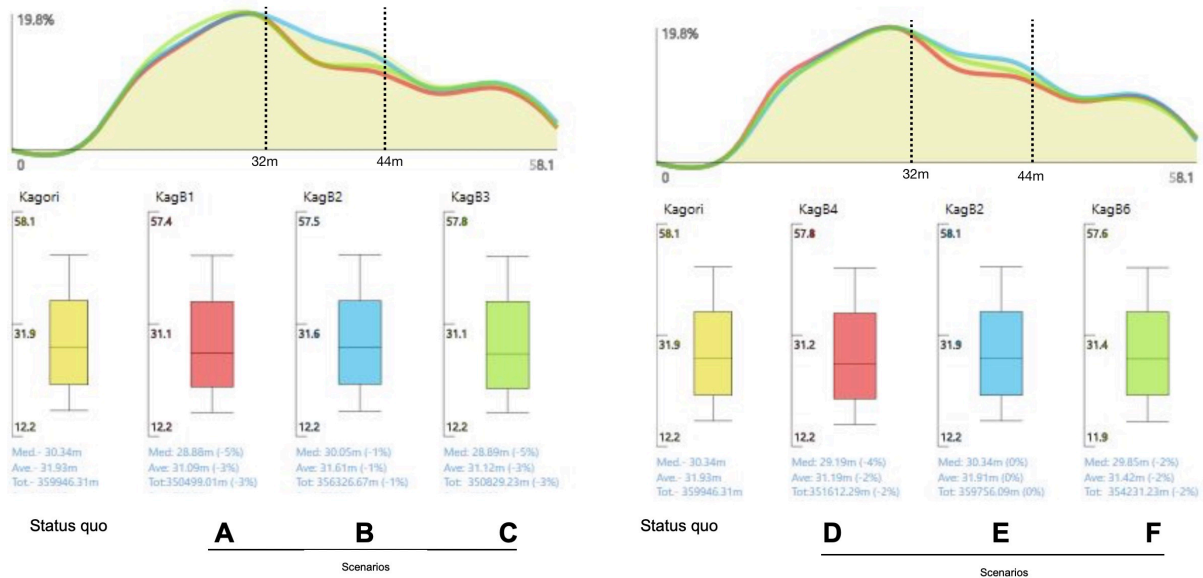 19.8%
32m
44m
0
58.1
Kagori
KagB1
KagB2
KagB3
58.1
57.4
57.5
57.8
31.9
31.1
31.6
31.1
12.2
12.2
12.2
12.2
Med.- 30.34m
Ave.- 31.93m
Tot.- 359946.31m
Med: 28.88m (-5%)
Ave: 31.09m (-3%)
Tot:350499.01m (-3%)
Med: 30.05m (-1%)
Ave: 31.61m (-1%)
Tot: 356326.67m (-1%)
Med: 28.89m (-5%)
Ave: 31.12m (-3%)
Tot: 350829.23m (-3%)
Status quo
A
B
C
Scenarios
19.8%
32m
44m
0
58.1
Kagori
KagB4
KagB2
KagB6
58.1
57.8
58.1
57.6
31.9
31.2
31.9
31.4
12.2
12.2
12.2
11.9
Med.- 30.34m
Ave.- 31.93m
Tot.- 359946.31m
Med: 29.19m (-4%)
Ave: 31.19m (-2%)
Tot:351612.29m (-2%)
Med: 30.34m (0%)
Ave: 31.91m (0%)
Tot: 359756.09m (0%)
Med: 29.85m (-2%)
Ave: 31.42m (-2%)
Tot: 354231.23m (-2%)
Status quo
D
E
F
Scenarios